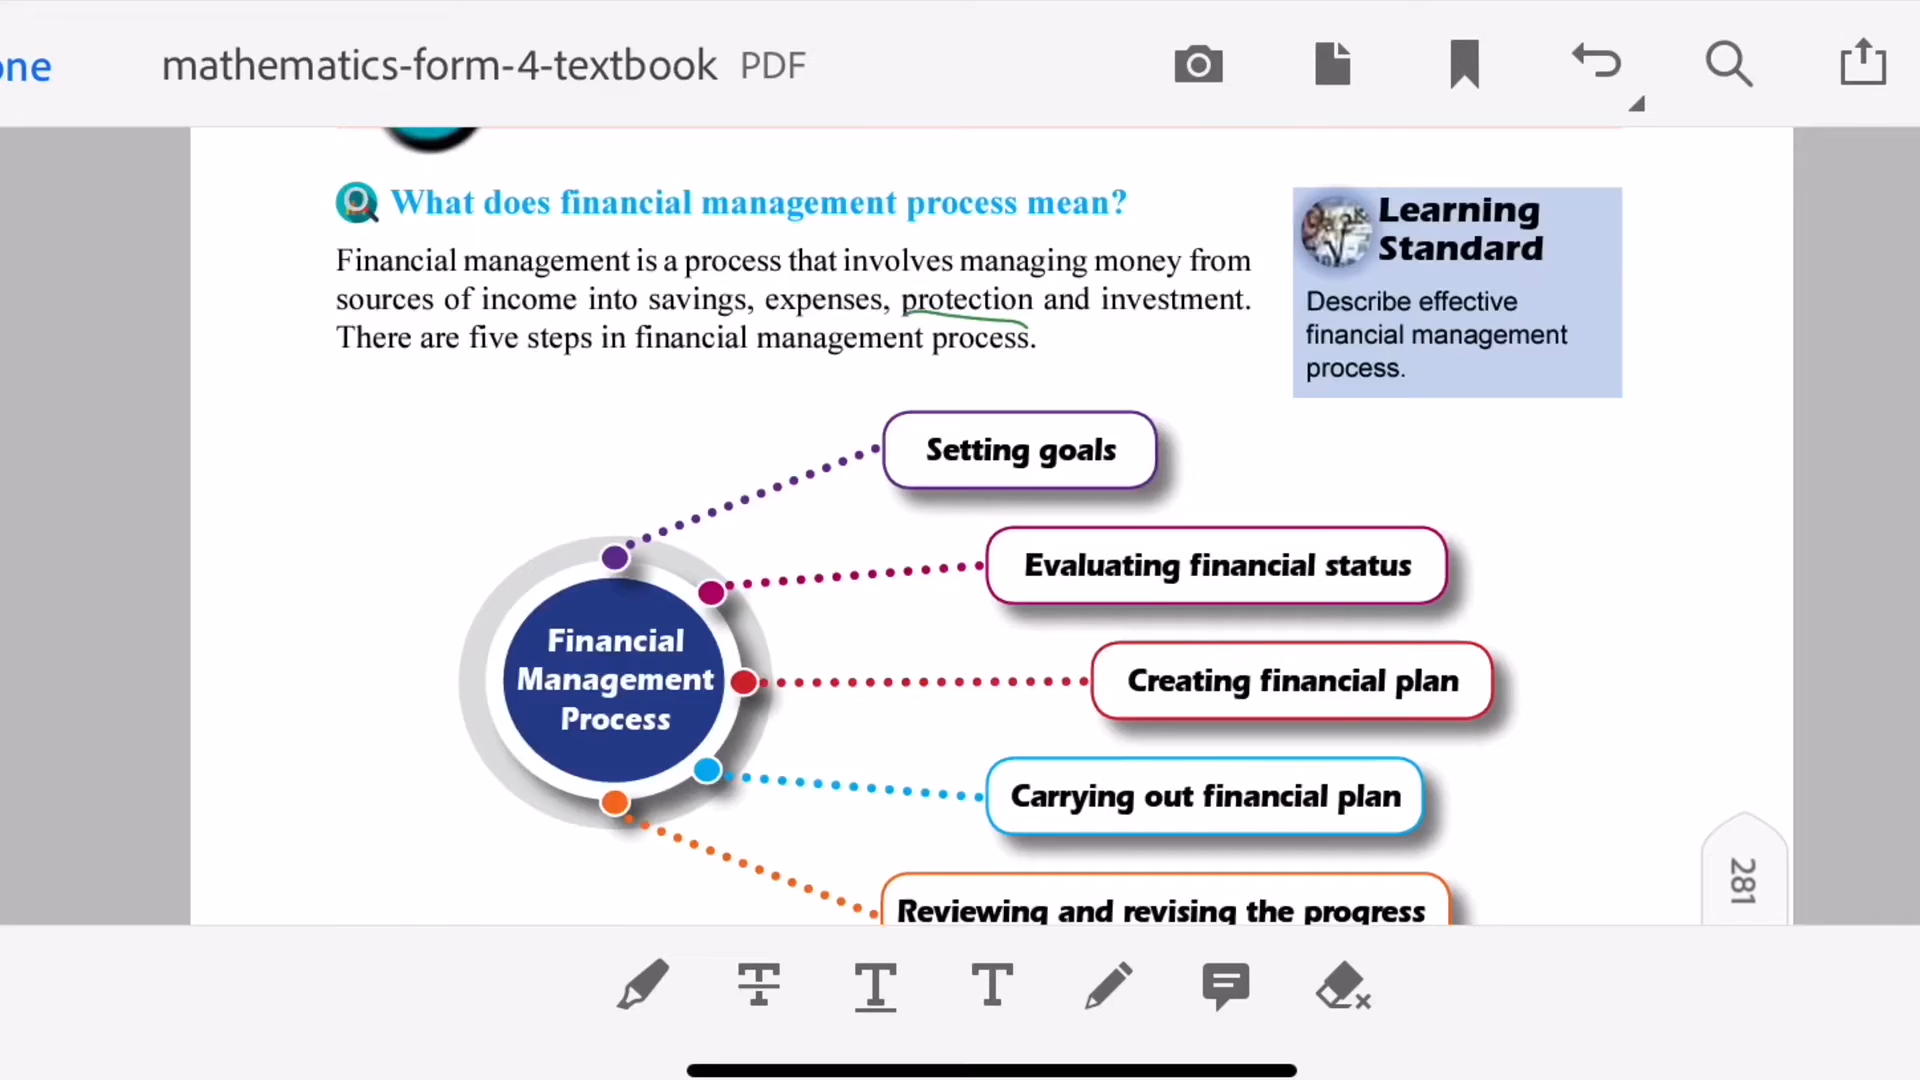 one
mathematics-form-4-textbook PDF
What does financial management process mean?
Financial management is a process that involves managing money from
sources of income into savings, expenses, protection and investment.
There are five steps in financial management process.
Learning
Standard
Describe effective
financial management
process.
Setting goals
Evaluating financial status
Financial
Management
Process
Creating financial plan
Carrying out financial plan
Reviewing and revising the progress
281